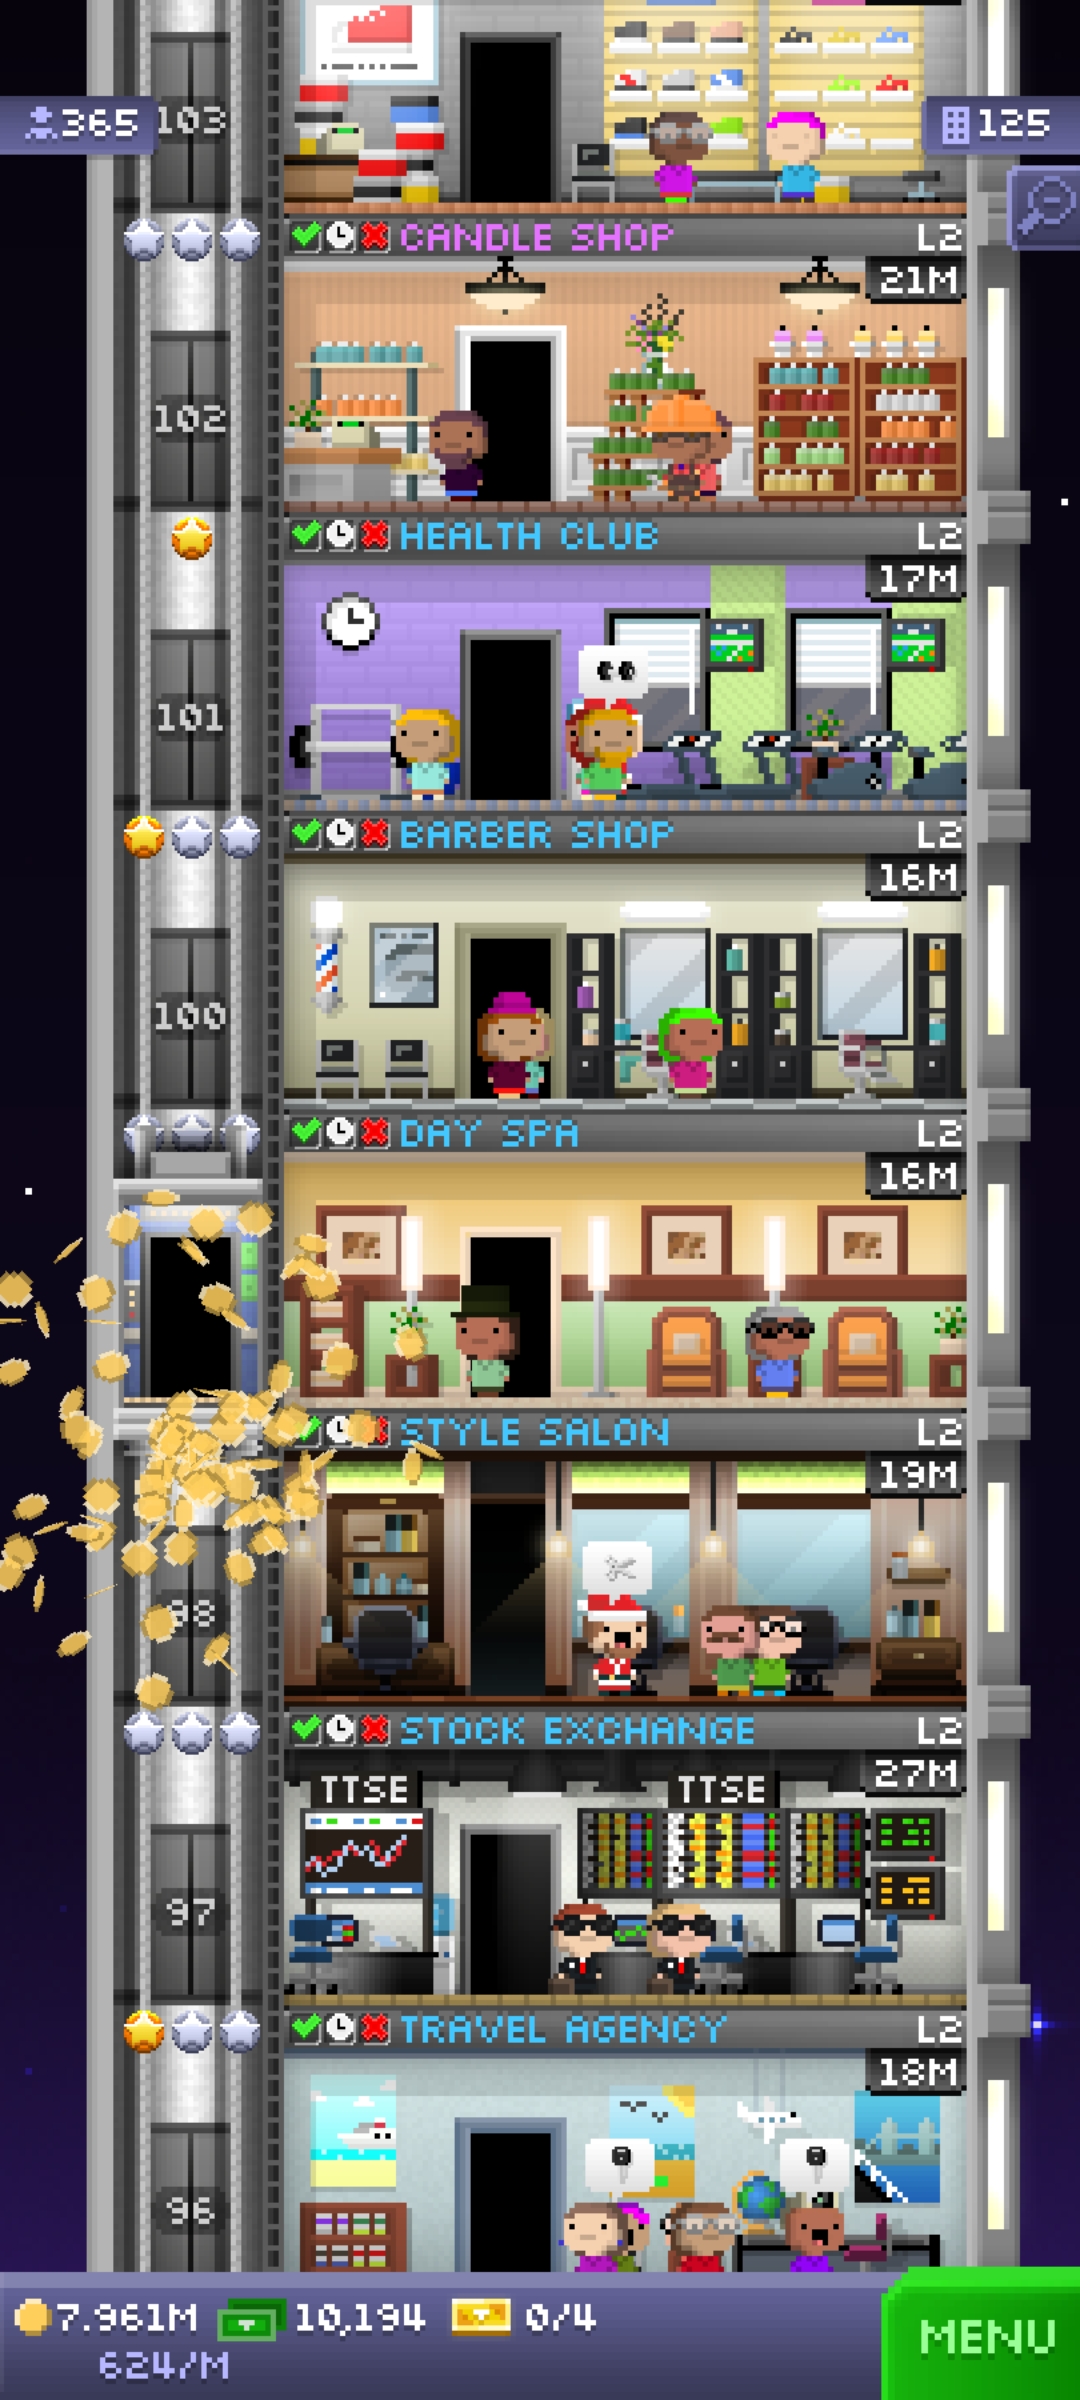 365
103
125
CANDLE SHOP L2
21M
102
HEALTH CLUB L2
17M
101
BARBER SHOP L2
16M
100
DAY SPA L2
16M
STYLE SALON L2
19M
98
STOCK EXCHANGE L2
27M
TTSE TTSE
97
TRAVEL AGENCY L2
18M
96
7.961M 10,194 0/4
624/M
MENU